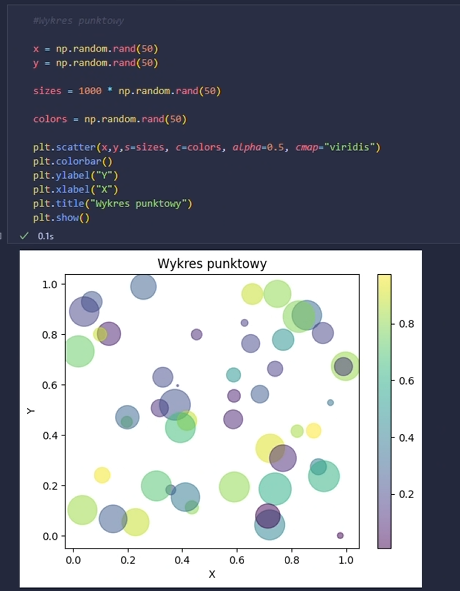 #Wykres punktowy
x = np.random.rand(50)
y = np.random.rand(50)
sizes = 1000 * np.random.rand(50)
colors = np.random.rand(50)
plt.scatter(x,y,s=sizes, c=colors, alpha=0.5, cmap="viridis")
plt.colorbar()
plt.ylabel("Y")
plt.xlabel("X")
plt.title("Wykres punktowy")
plt.show()
✓ 0.1s
Wykres punktowy
1.0
0.8
0.6
0.4
0.2
0.0
Y
0.0 0.2 0.4 0.6 0.8 1.0
X
0.8
0.6
0.4
0.2